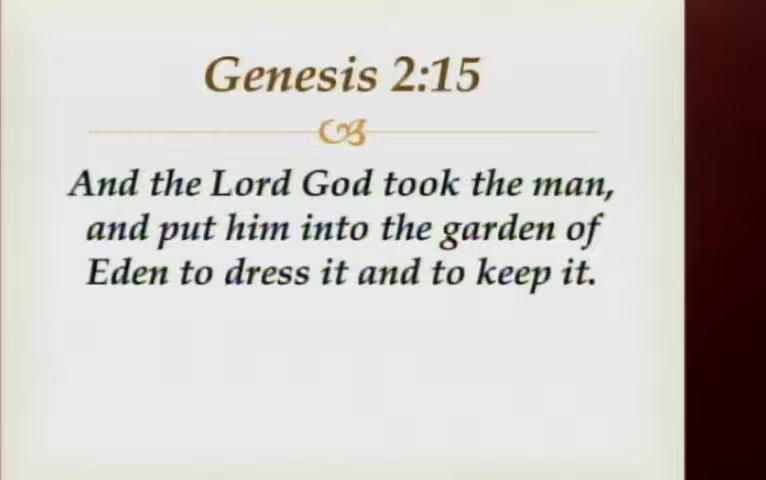 Genesis 2:15
And the Lord God took the man,
and put him into the garden of
Eden to dress it and to keep it.